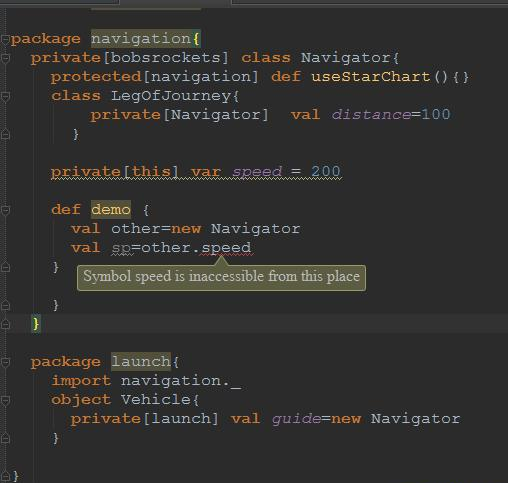 package navigation{
private[bobsrockets] class Navigator{
protected[navigation] def useStarChart(){}
class LegOfJourney{
private[Navigator] val distance=100
}
private[this] var speed = 200
def demo {
val other=new Navigator
val sp=other.speed
}
Symbol speed is inaccessible from this place
}
}
package launch{
import navigation._
object Vehicle{
private[launch] val guide=new Navigator
}
}